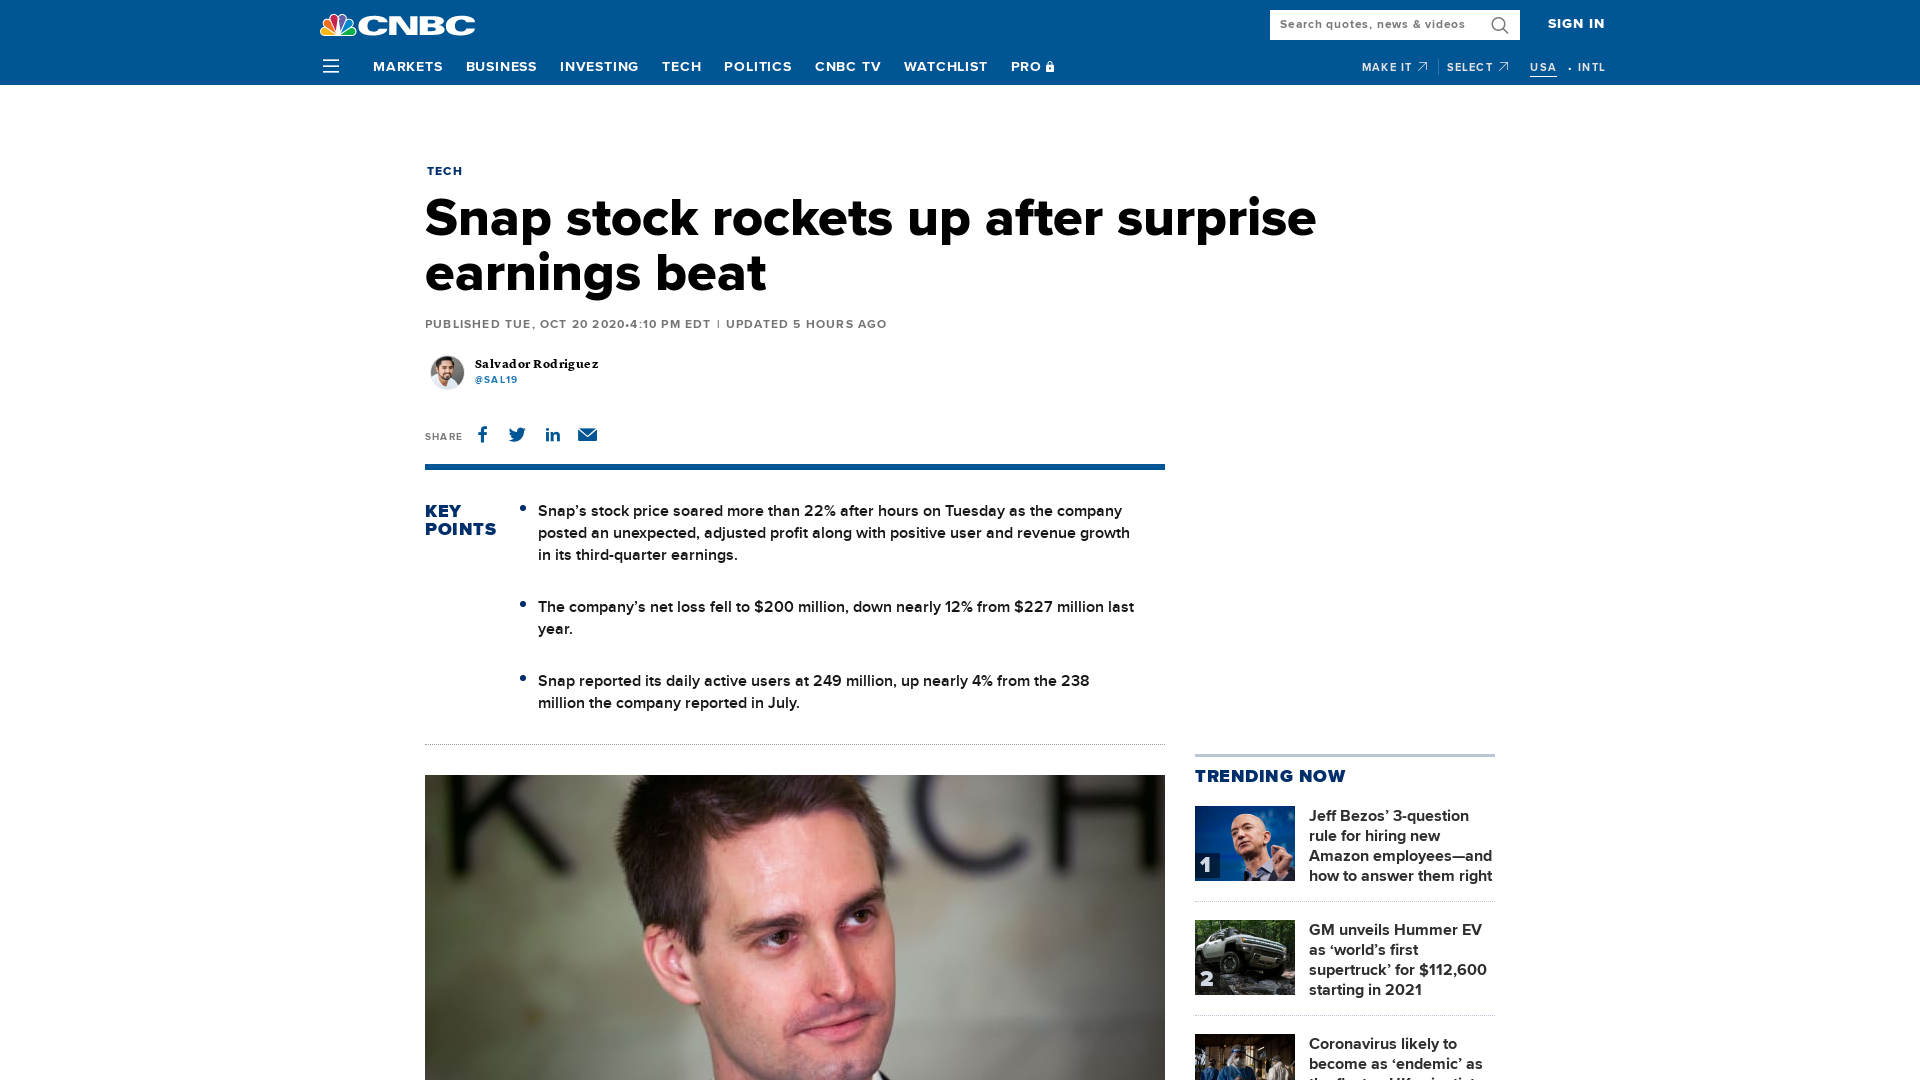 CNBC
Search quotes, news & videos
SIGN IN
MARKETS BUSINESS INVESTING TECH POLITICS CNBC TV WATCHLIST PRO
MAKE IT SELECT USA • INTL
TECH
Snap stock rockets up after surprise
earnings beat
PUBLISHED TUE, OCT 20 2020•4:10 PM EDT | UPDATED 5 HOURS AGO
Salvador Rodriguez
@SAL19
SHARE
KEY
POINTS
• Snap’s stock price soared more than 22% after hours on Tuesday as the company
posted an unexpected, adjusted profit along with positive user and revenue growth
in its third-quarter earnings.
• The company’s net loss fell to $200 million, down nearly 12% from $227 million last
year.
• Snap reported its daily active users at 249 million, up nearly 4% from the 238
million the company reported in July.
TRENDING NOW
1
Jeff Bezos’ 3-question
rule for hiring new
Amazon employees—and
how to answer them right
2
GM unveils Hummer EV
as ‘world’s first
supertruck’ for $112,600
starting in 2021
Coronavirus likely to
become as ‘endemic’ as